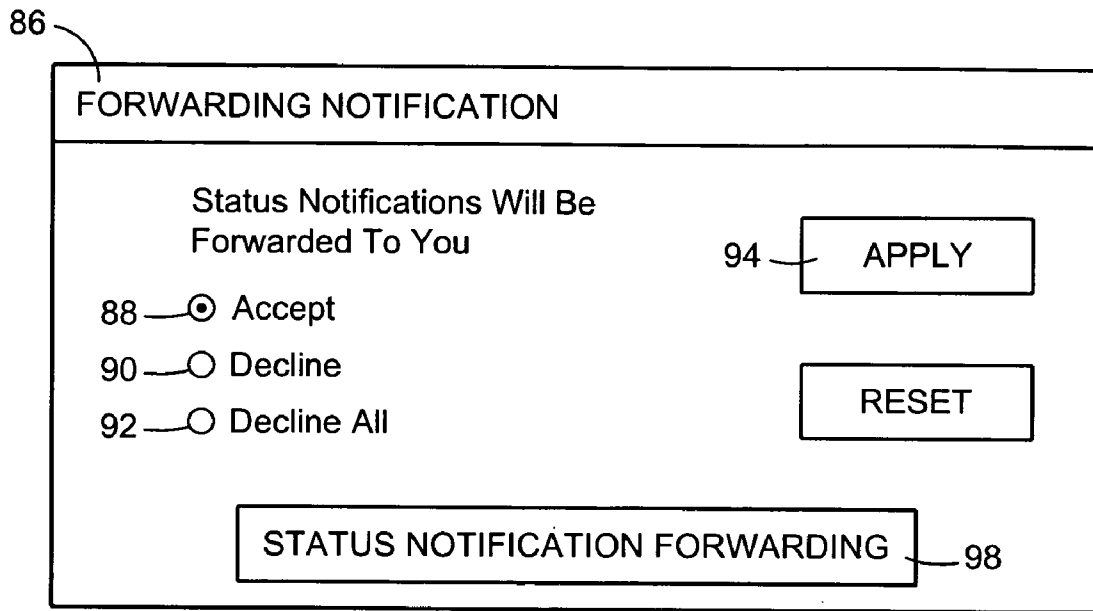 86
FORWARDING NOTIFICATION
Status Notifications Will Be
Forwarded To You
94
APPLY
88
Accept
90
Decline
92
Decline All
RESET
STATUS NOTIFICATION FORWARDING
98